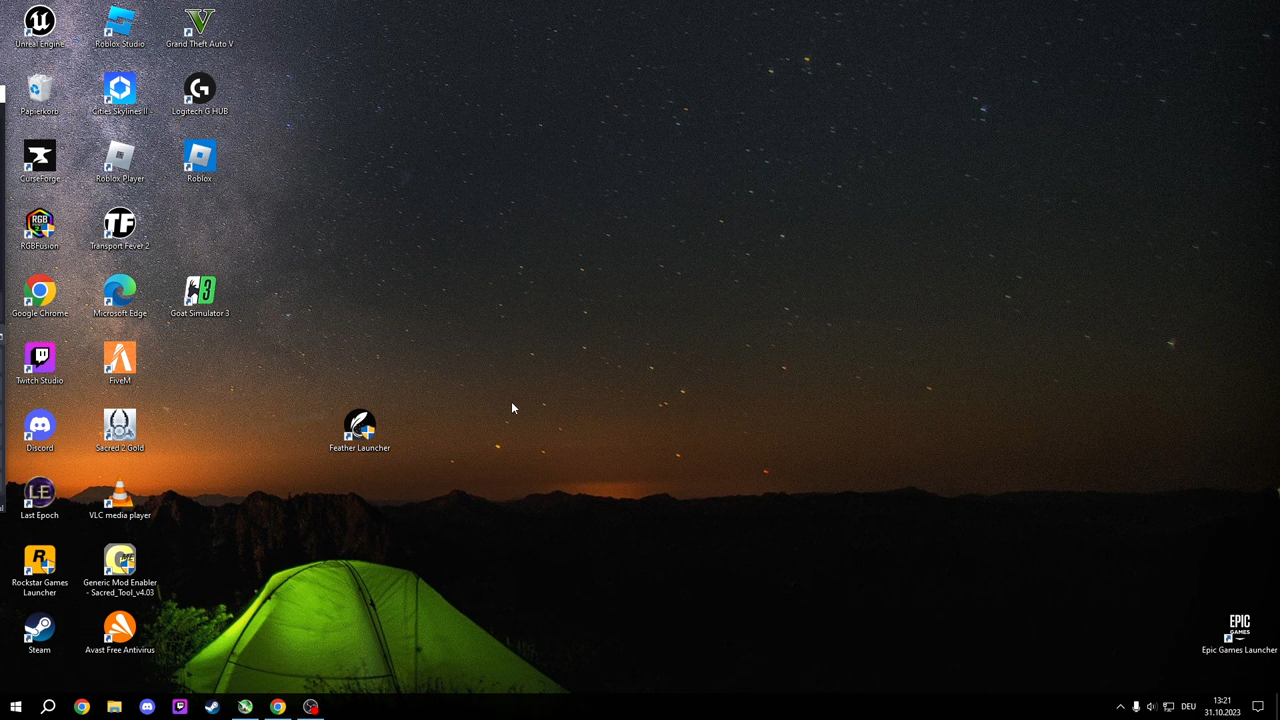 Unreal Engine
Roblox Studio
Grand Theft Auto V
Papierkorb
Cities Skylines II
Logitech G HUB
CurseForge
Roblox Player
Roblox
RGBFusion
Transport Fever 2
Google Chrome
Microsoft Edge
Goat Simulator 3
Twitch Studio
FiveM
Discord
Sacred 2 Gold
Feather Launcher
LE
Last Epoch
VLC media player
Rockstar Games
Launcher
Generic Mod Enabler
- Sacred_Tool_v4.03
Steam
Avast Free Antivirus
EPIC
GAMES
Epic Games Launcher
DEU
13:21
31.10.2023